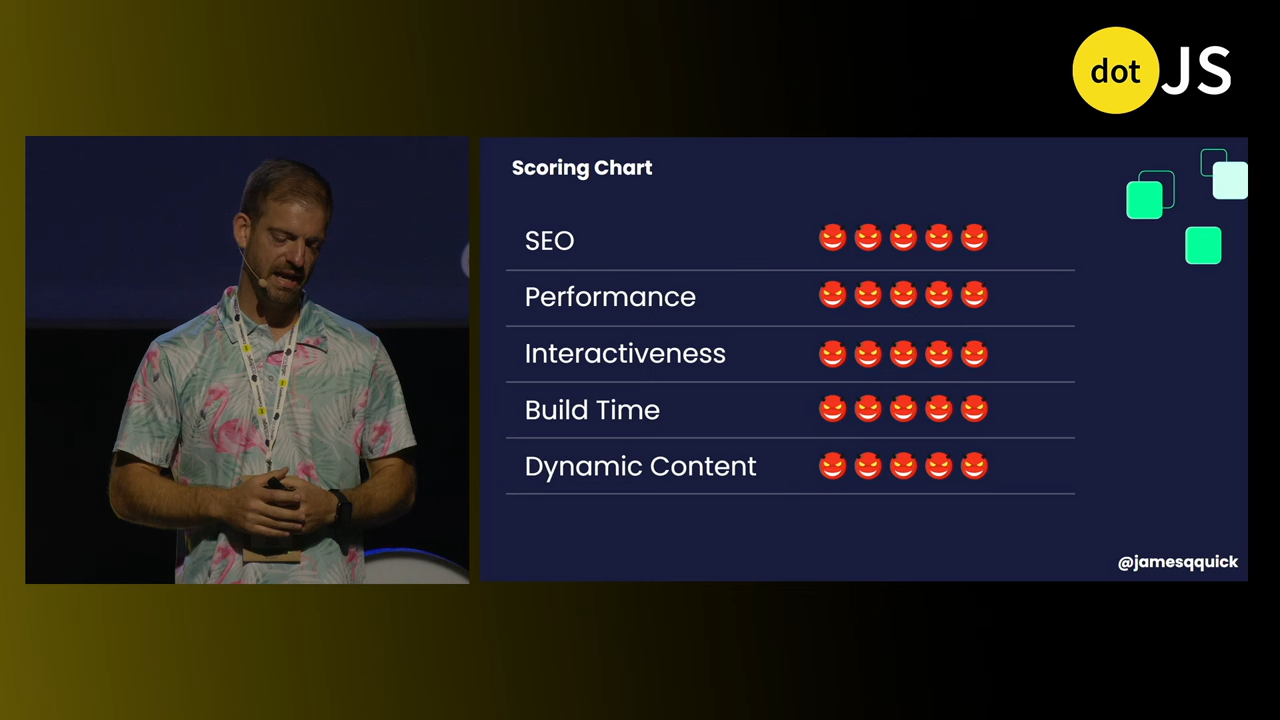 dot JS
Scoring Chart
SEO
Performance
Interactiveness
Build Time
Dynamic Content
@jamesqquick